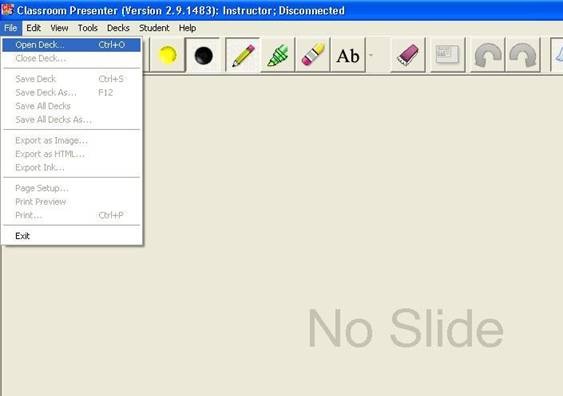 Classroom Presenter (Version 2.9.1483): Instructor; Disconnected
File Edit View Tools Decks Student Help
Open Deck... Ctrl+O
Close Deck...
Save Deck Ctrl+S
Save Deck As... F12
Save All Decks
Save All Decks As...
Export as Image...
Export as HTML...
Export Ink...
Page Setup...
Print Preview
Print... Ctrl+P
Exit
Ab
No Slide